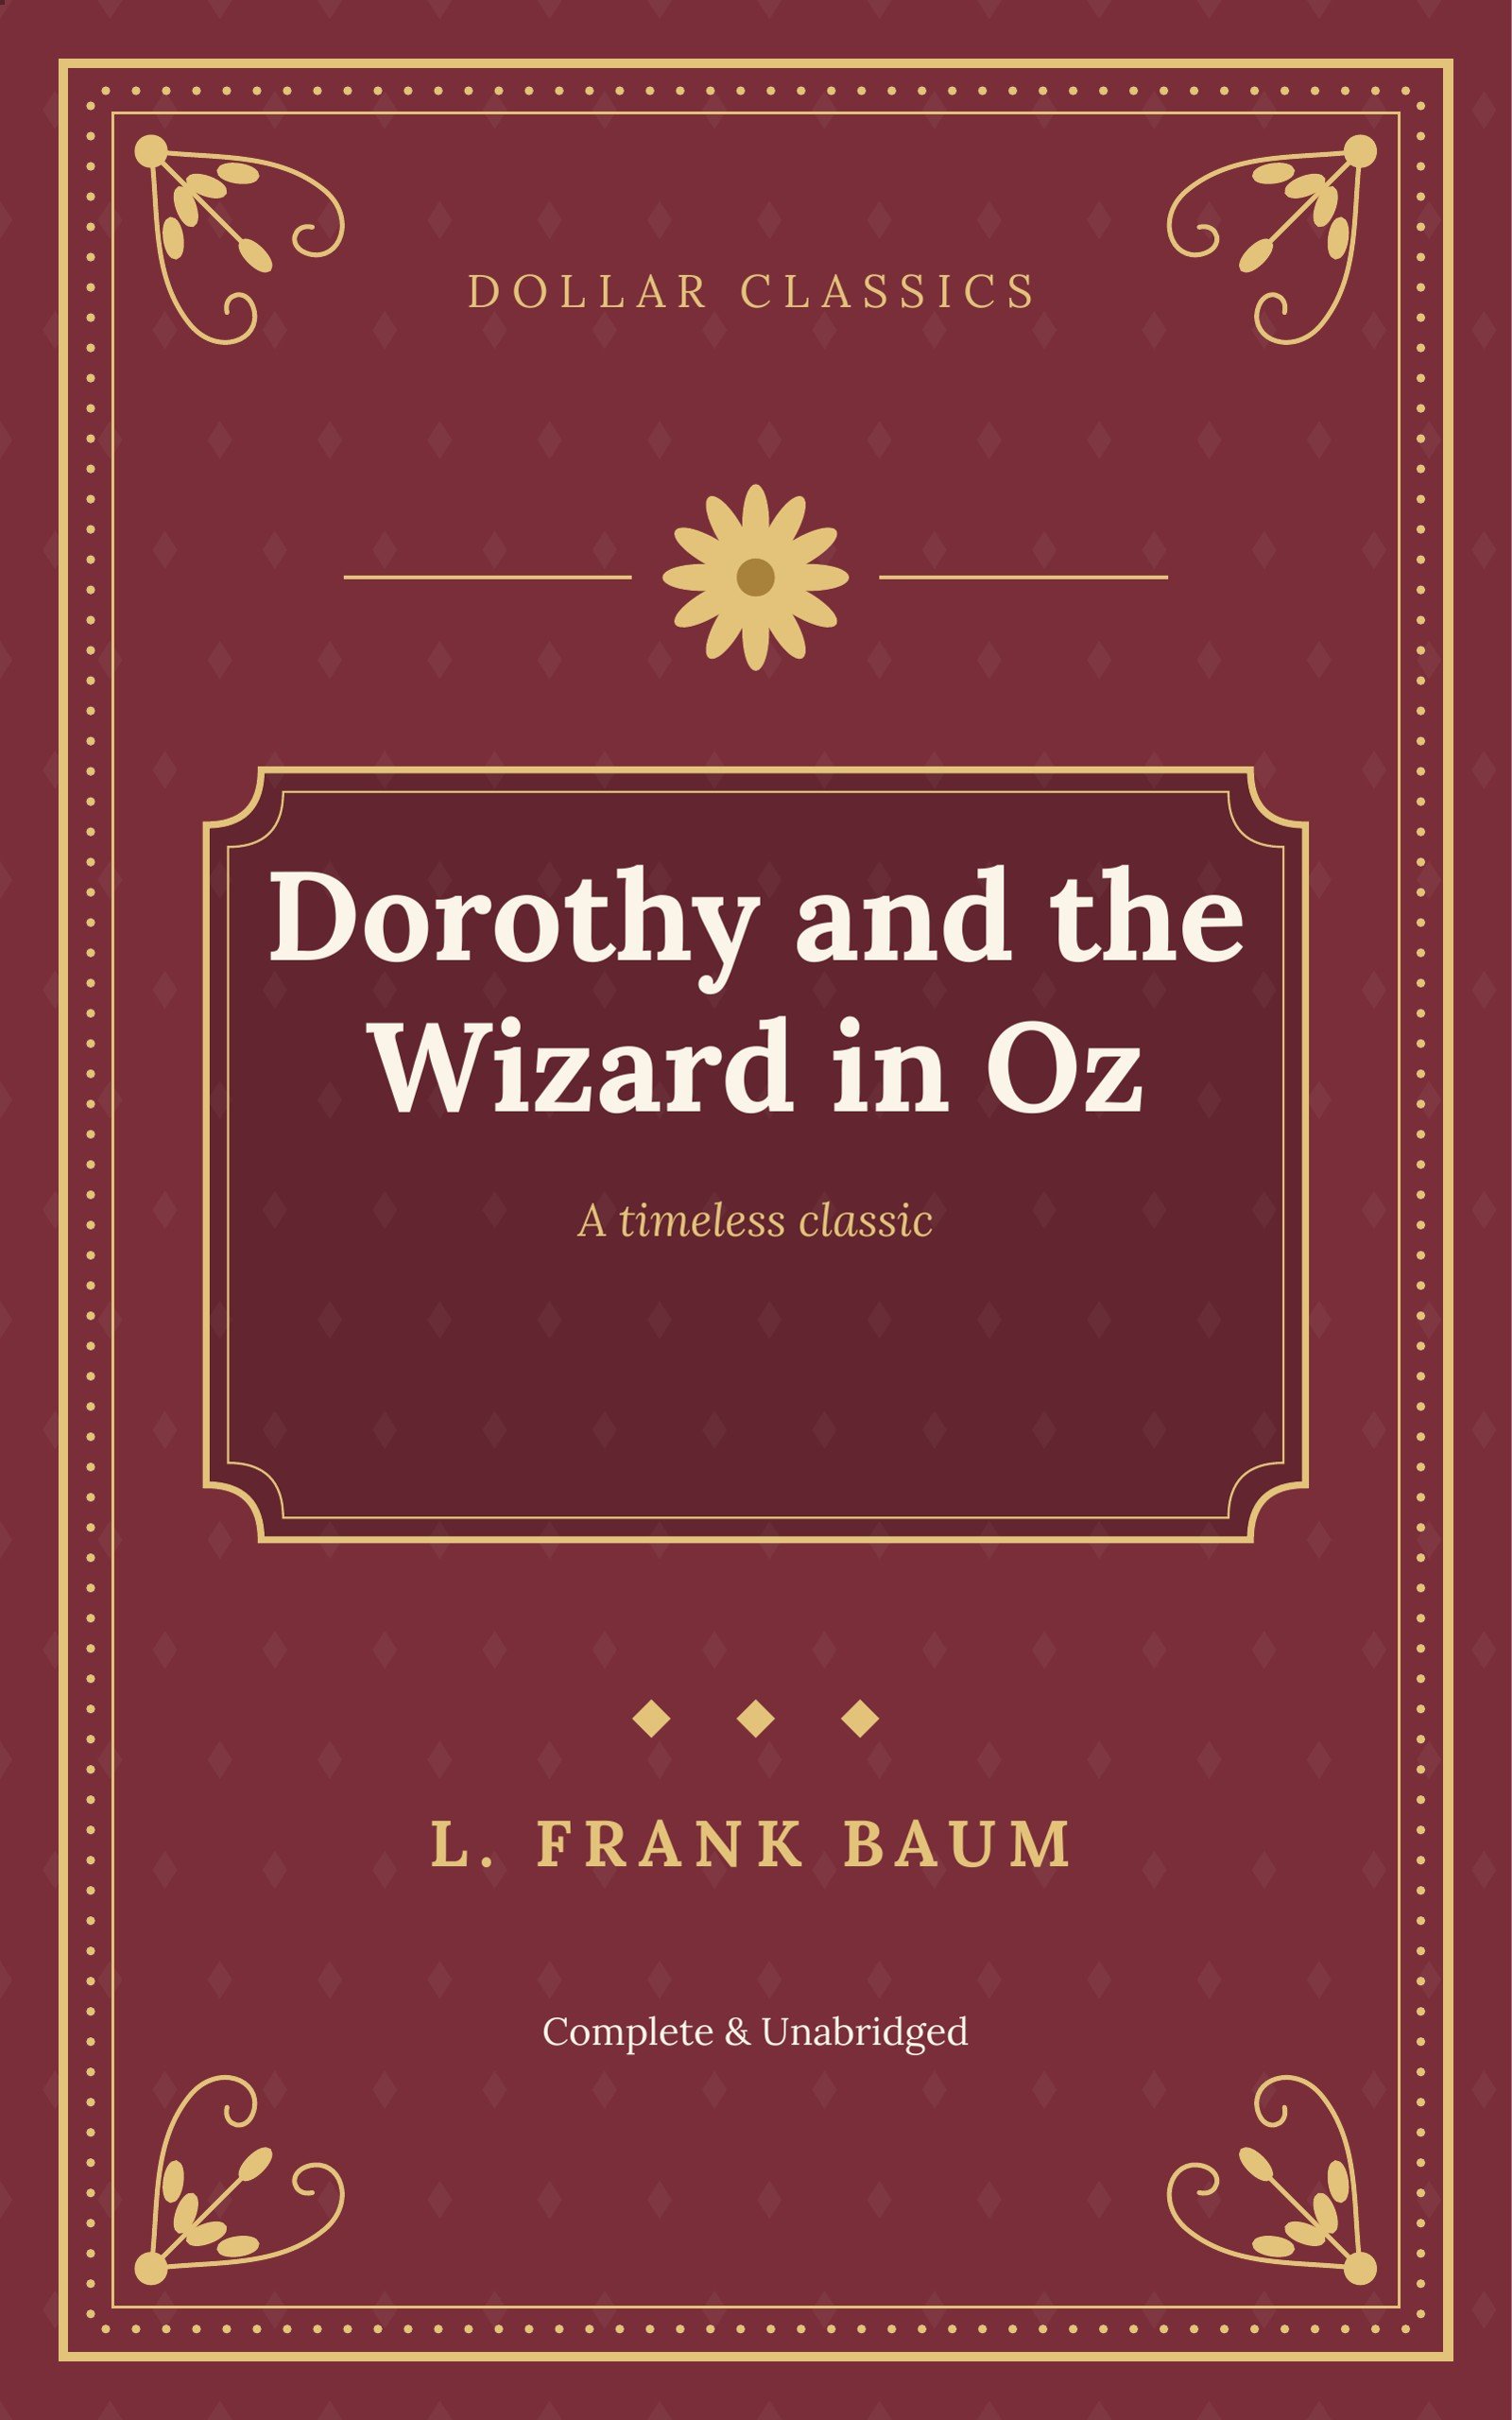 DOLLAR CLASSICS
Dorothy and the
Wizard in Oz
A timeless classic
L. FRANK BAUM
Complete & Unabridged